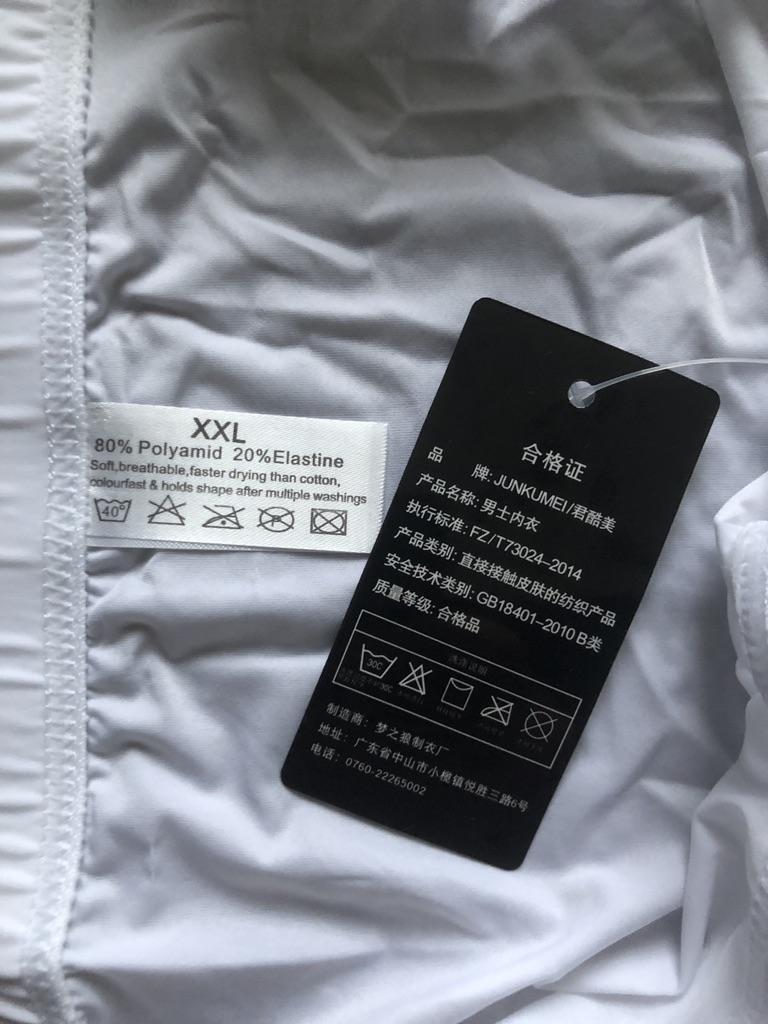 XXL
80% Polyamid 20%Elastine
Soft,breathable,faster drying than cotton,
colourfast & holds shape after multiple washings
40°
合格证
品 牌: JUNKUMEI/君酷美
产品名称: 男士内衣
执行标准: FZ/T73024-2014
产品类别: 直接接触皮肤的纺织产品
安全技术类别: GB18401-2010 B类
质量等级: 合格品
洗涤说明
30C
制造商: 梦之狼制衣厂
地址: 广东省中山市小榄镇悦胜三路6号
电话: 0760-22265002